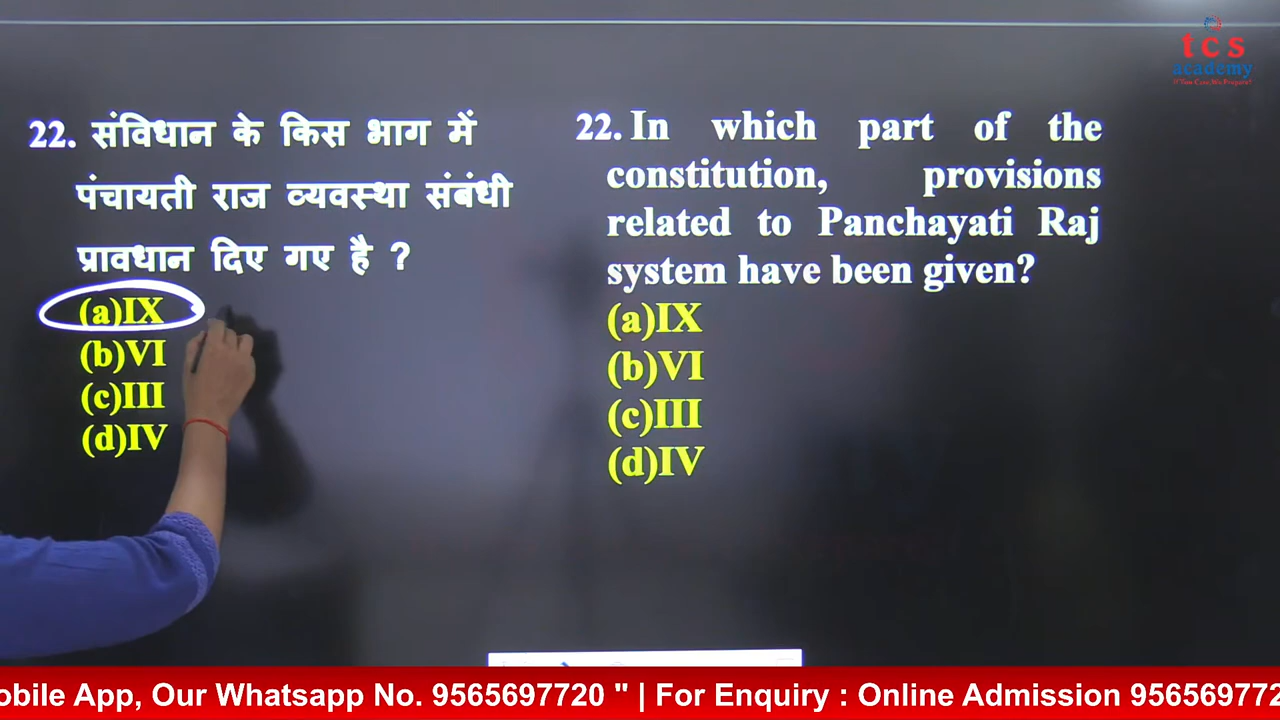 tcs
academy
22. संविधान के किस भाग में
पंचायती राज व्यवस्था संबंधी
प्रावधान दिए गए है ?
(a)IX
(b)VI
(c)III
(d)IV
22. In which part of the
constitution, provisions
related to Panchayati Raj
system have been given?
(a)IX
(b)VI
(c)III
(d)IV
obile App, Our Whatsapp No. 9565697720 " | For Enquiry : Online Admission 956569772